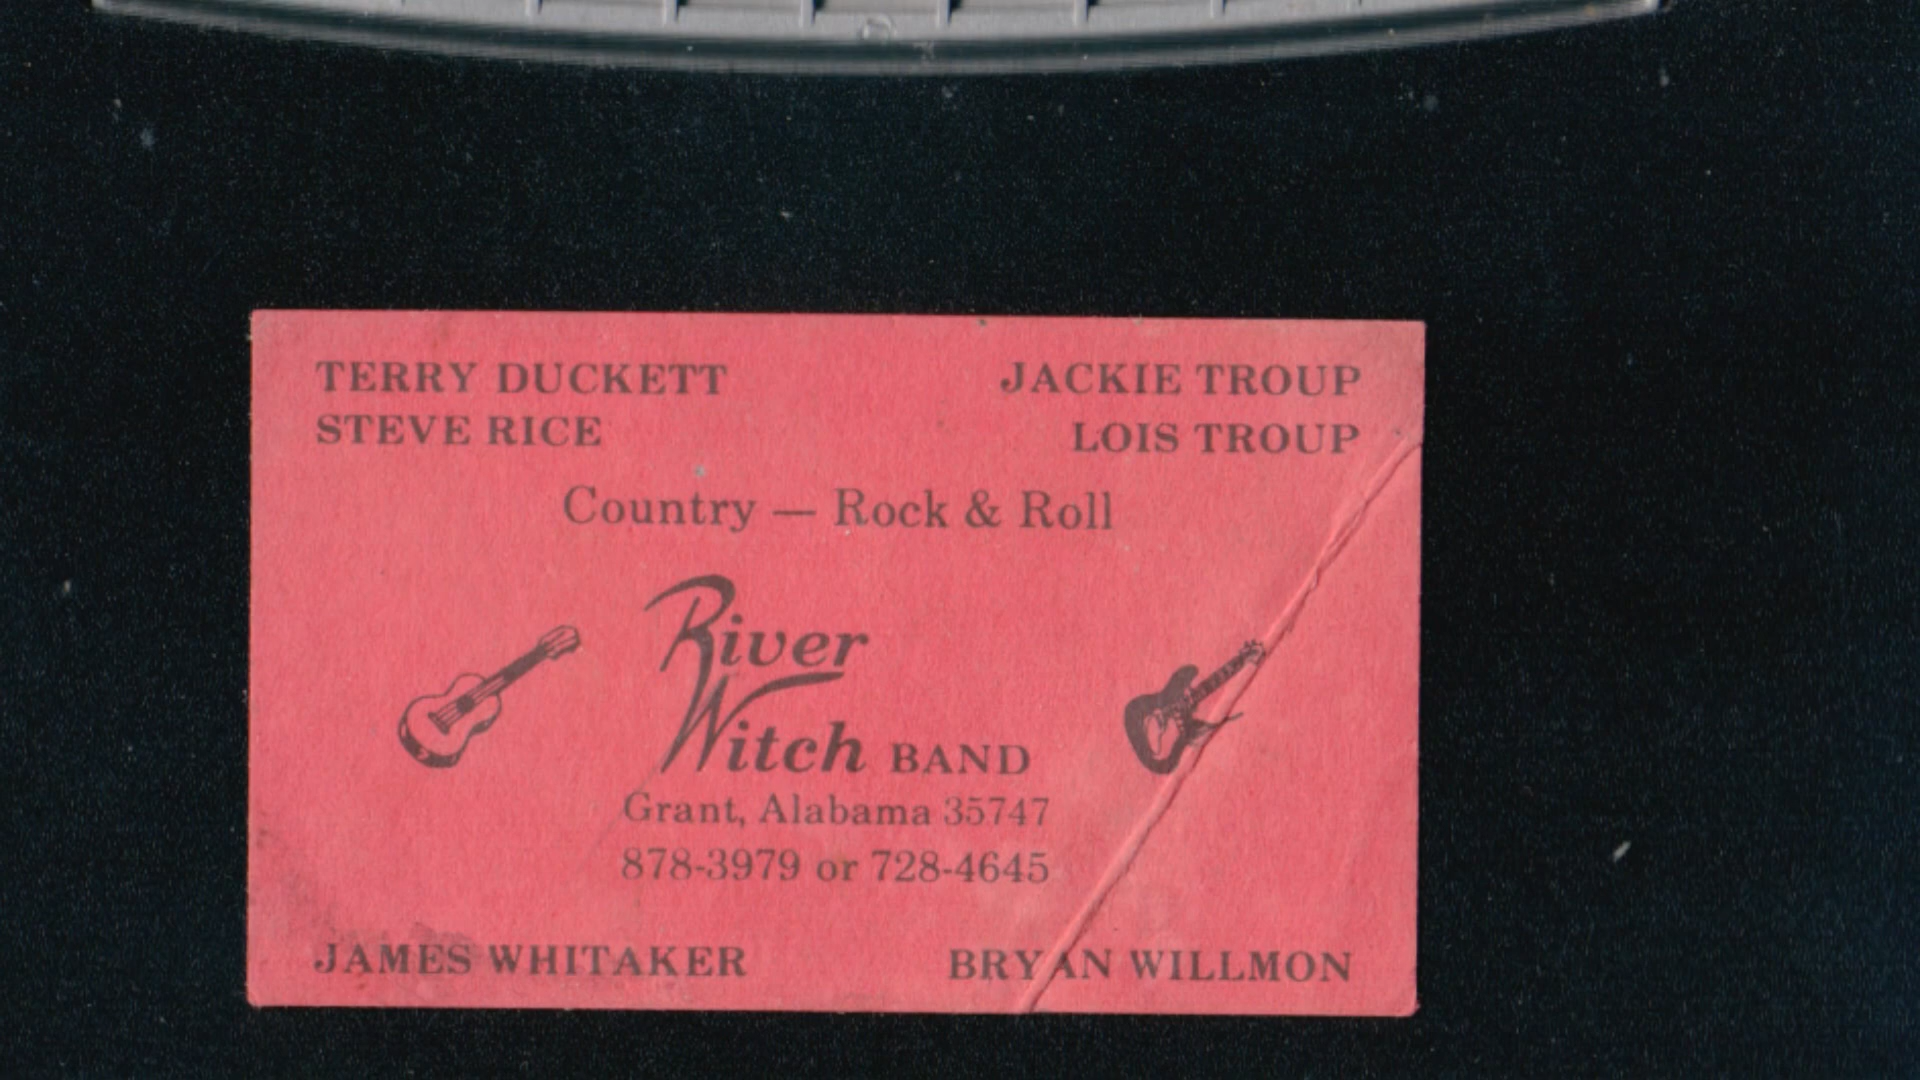 TERRY DUCKETT
STEVE RICE
JACKIE TROUP
LOIS TROUP
Country — Rock & Roll
River
Witch BAND
Grant, Alabama 35747
878-3979 or 728-4645
JAMES WHITAKER
BRYAN WILLMON